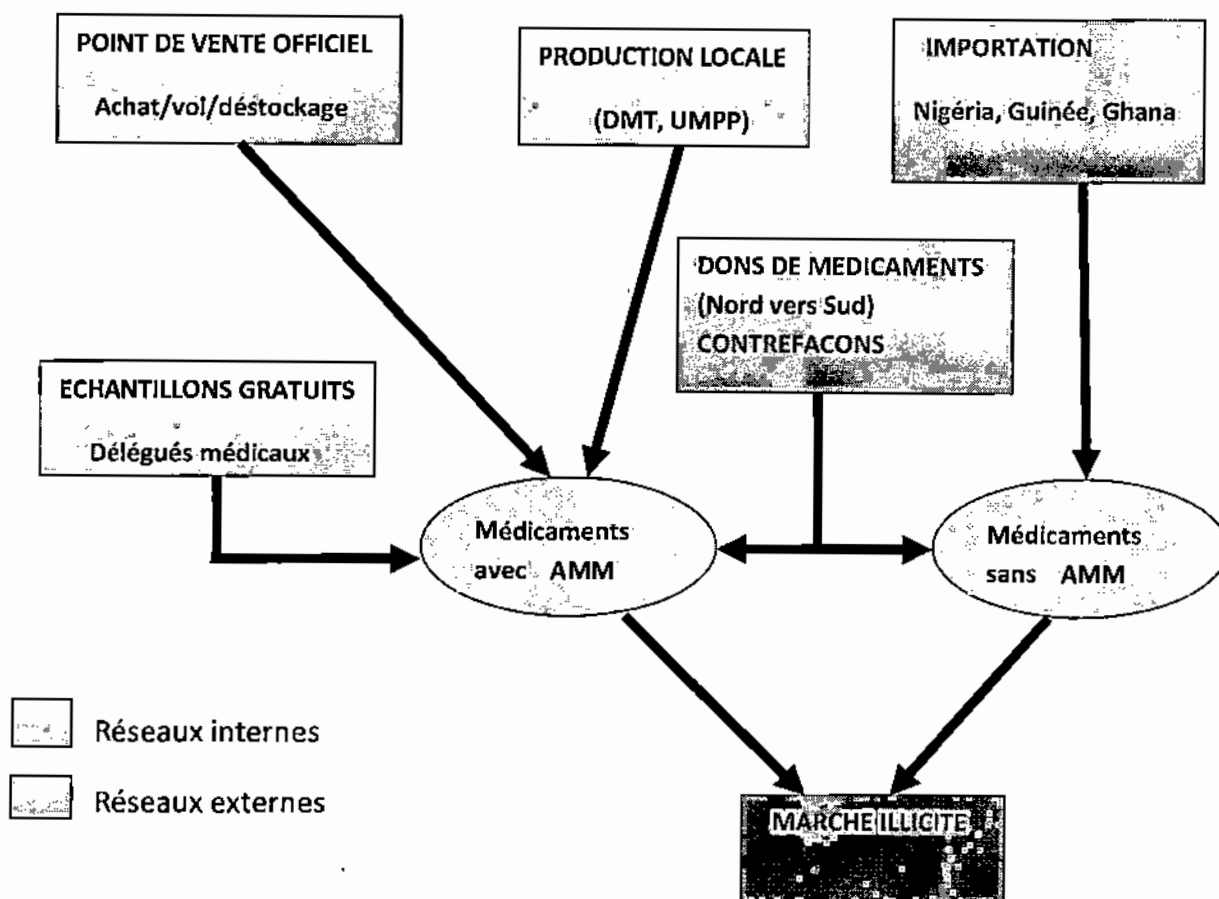 POINT DE VENTE OFFICIEL
Achat/vol/déstockage
PRODUCTION LOCALE
(DMT, UMPP)
IMPORTATION
Nigéria, Guinée, Ghana
DONS DE MEDICAMENTS
(Nord vers Sud)
CONTREFACONS
ECHANTILLONS GRATUITS
Délégués médicaux
Médicaments
avec AMM
Médicaments
sans AMM
Réseaux internes
Réseaux externes
MARCHE ILLICITE